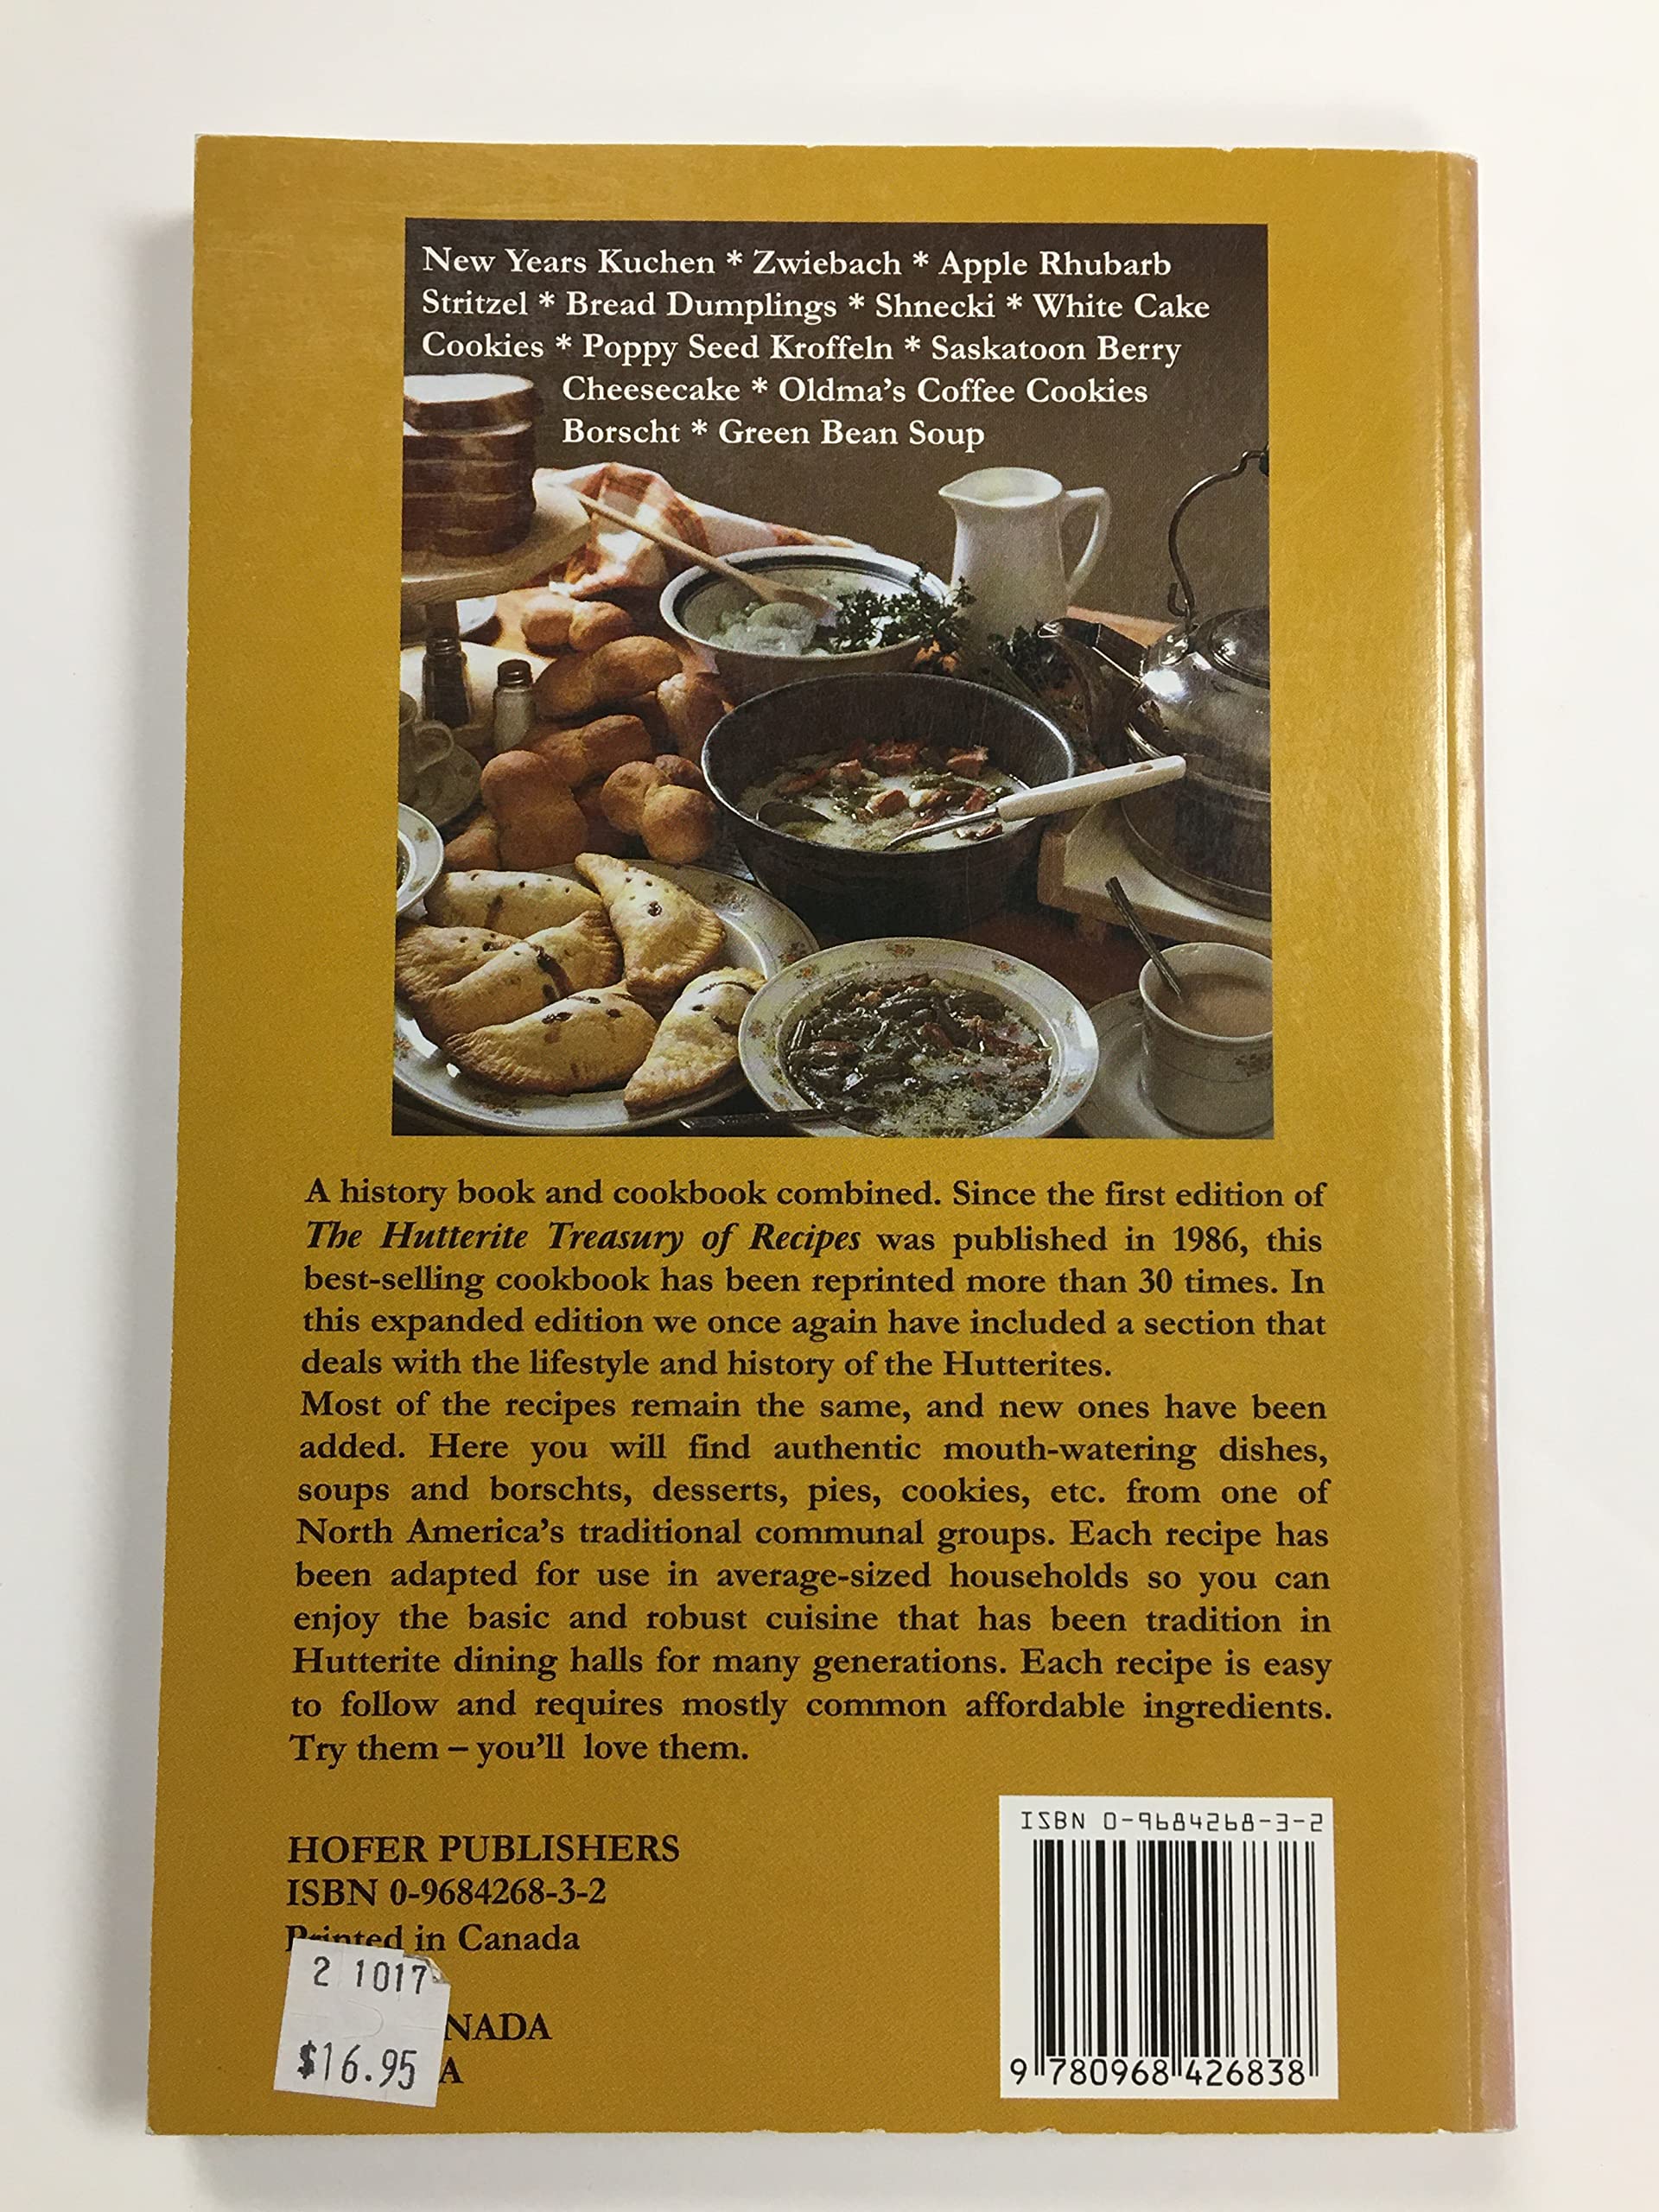 New Years Kuchen * Zwiebach * Apple Rhubarb
Stritzel * Bread Dumplings * Shnecki * White Cake
Cookies * Poppy Seed Kroffeln * Saskatoon Berry
Cheesecake * Oldma's Coffee Cookies
Borscht * Green Bean Soup
A history book and cookbook combined. Since the first edition of
The Hutterite Treasury of Recipes was published in 1986, this
best-selling cookbook has been reprinted more than 30 times. In
this expanded edition we once again have included a section that
deals with the lifestyle and history of the Hutterites.
Most of the recipes remain the same, and new ones have been
added. Here you will find authentic mouth-watering dishes,
soups and borschts, desserts, pies, cookies, etc. from one of
North America's traditional communal groups. Each recipe has
been adapted for use in average-sized households so you can
enjoy the basic and robust cuisine that has been tradition in
Hutterite dining halls for many generations. Each recipe is easy
to follow and requires mostly common affordable ingredients.
Try them – you'll love them.
HOFER PUBLISHERS
ISBN 0-9684268-3-2
Printed in Canada
2 1017
NADA
$16.95
A
ISBN 0-9684268-3-2
9 780968 426838